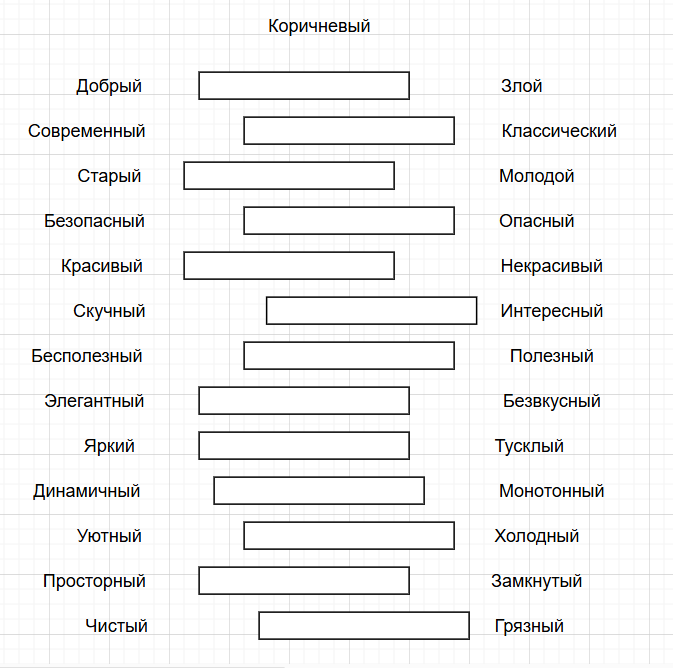 Коричневый
Добрый Злой
Современный Классический
Старый Молодой
Безопасный Опасный
Красивый Некрасивый
Скучный Интересный
Бесполезный Полезный
Элегантный Безвкусный
Яркий Тусклый
Динамичный Монотонный
Уютный Холодный
Просторный Замкнутый
Чистый Грязный